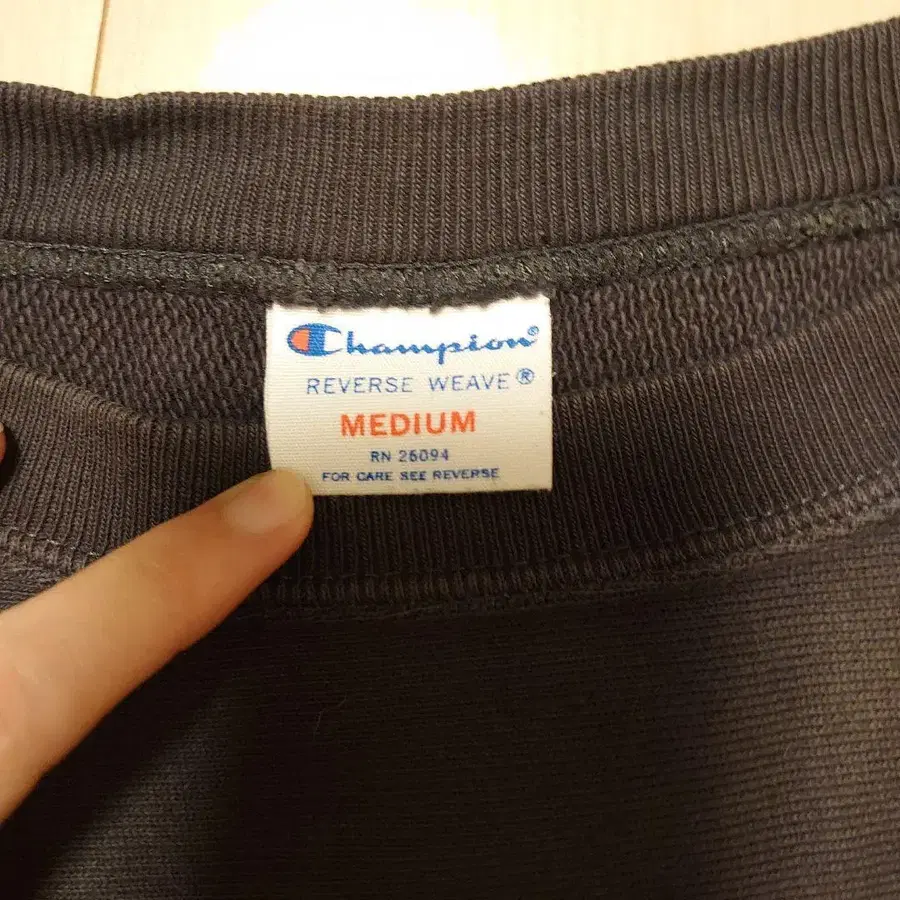 Champion®
REVERSE WEAVE®
MEDIUM
RN 26094
FOR CARE SEE REVERSE